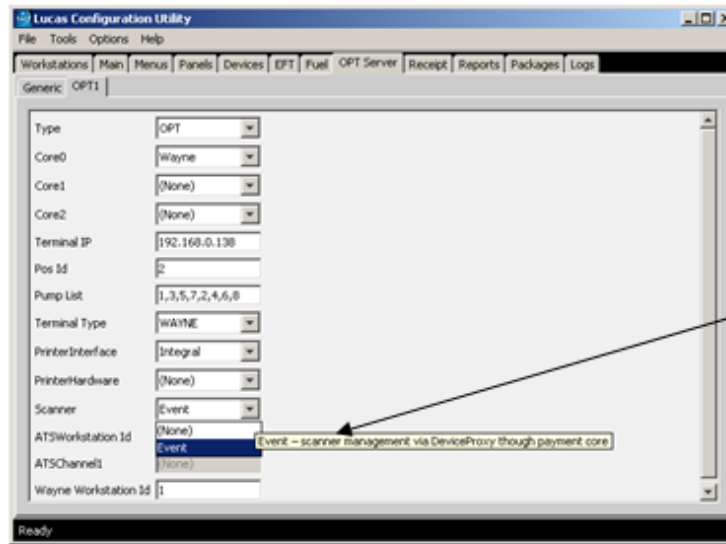 Lucas Configuration Utility
File Tools Options Help
Workstations Main Menus Panels Devices EFT Fuel OPT Server Receipt Reports Packages Logs
Generic OPT1
Type OPT
Core0 Wayne
Core1 (None)
Core2 (None)
Terminal IP 192.168.0.138
Pos Id 2
Pump List 1,3,5,7,2,4,6,8
Terminal Type WAYNE
PrinterInterface Integral
PrinterHardware (None)
Scanner Event
(None)
ATSWorkstation Id
Event
Event – scanner management via DeviceProxy though payment core
ATSChannel1 (None)
Wayne Workstation Id 1
Ready